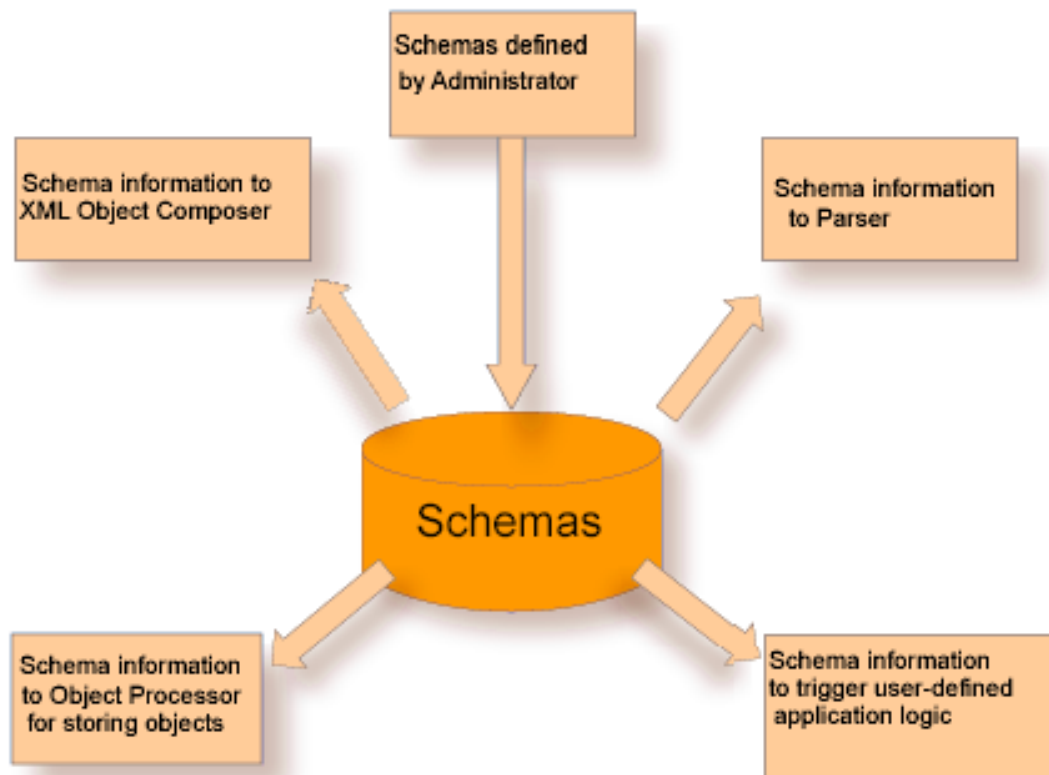 Schemas defined
by Administrator
Schema information to
XML Object Composer
Schema information
to Parser
Schemas
Schema information
to Object Processor
for storing objects
Schema information
to trigger user-defined
application logic